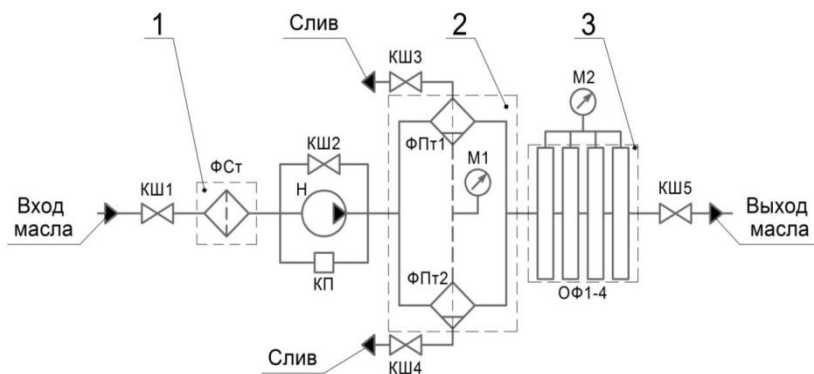 1
Слив
КШ3
2
3
М2
ФПт1
КШ2
М1
ФСт
КШ1
Н
КШ5
Вход
масла
Выход
масла
КП
ФПт2
ОФ1-4
Слив
КШ4